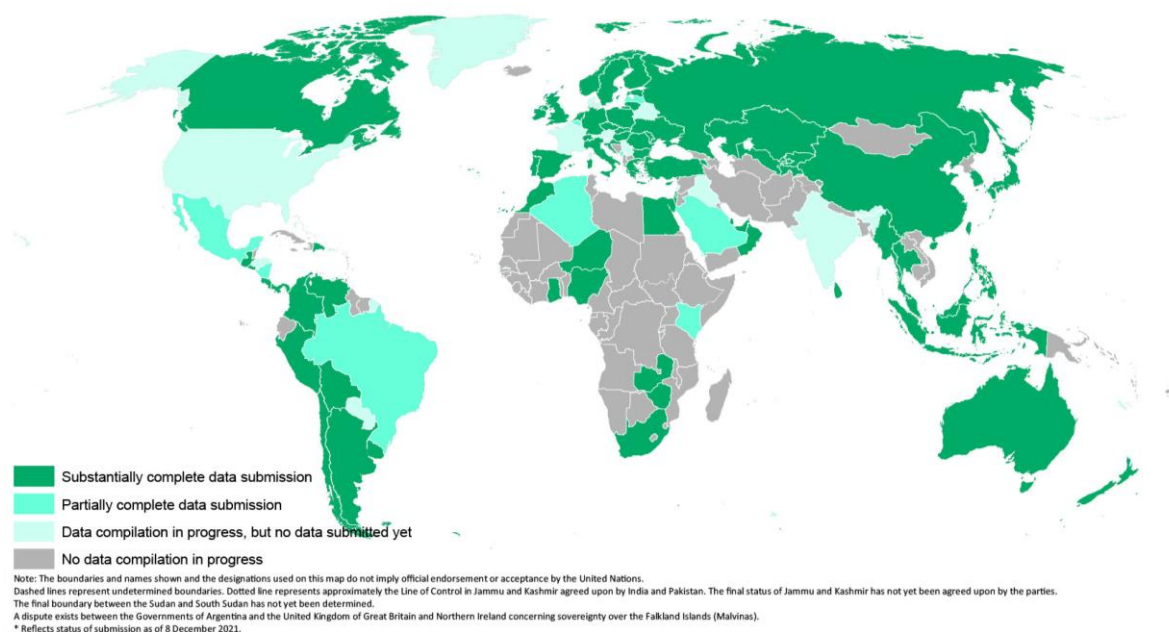 Substantially complete data submission
Partially complete data submission
Data compilation in progress, but no data submitted yet
No data compilation in progress
Note: The boundaries and names shown and the designations used on this map do not imply official endorsement or acceptance by the United Nations.
Dashed lines represent undetermined boundaries. Dotted line represents approximately the Line of Control in Jammu and Kashmir agreed upon by India and Pakistan. The final status of Jammu and Kashmir has not yet been agreed upon by the parties.
The final boundary between the Sudan and South Sudan has not yet been determined.
A dispute exists between the Governments of Argentina and the United Kingdom of Great Britain and Northern Ireland concerning sovereignty over the Falkland Islands (Malvinas).
* Reflects status of submission as of 8 December 2021.